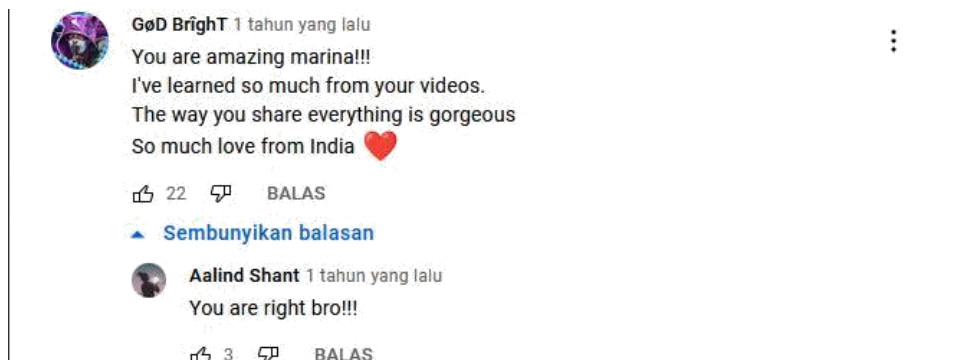 GøD BrîghT 1 tahun yang lalu
You are amazing marina!!!
I've learned so much from your videos.
The way you share everything is gorgeous
So much love from India ❤️
22 BALAS
Sembunyikan balasan
Aalind Shant 1 tahun yang lalu
You are right bro!!!
3 BALAS